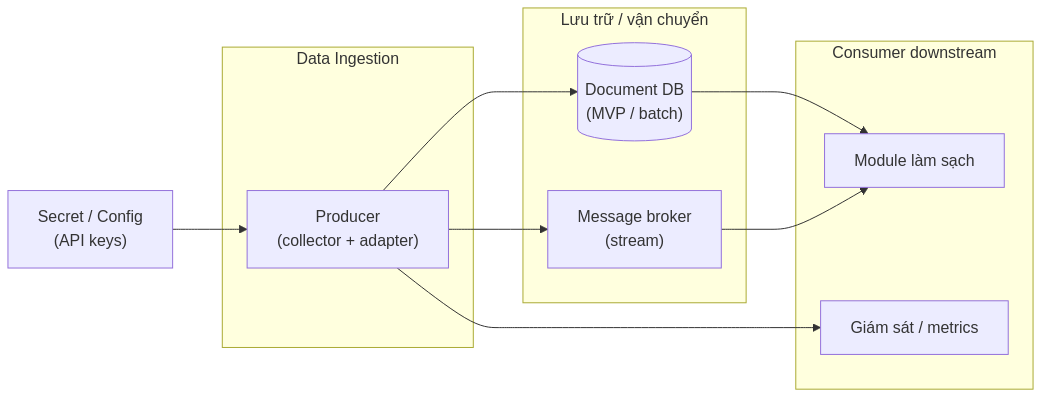 Secret / Config
(API keys)
Data Ingestion
Producer
(collector + adapter)
Lưu trữ / vận chuyển
Document DB
(MVP / batch)
Message broker
(stream)
Consumer downstream
Module làm sạch
Giám sát / metrics